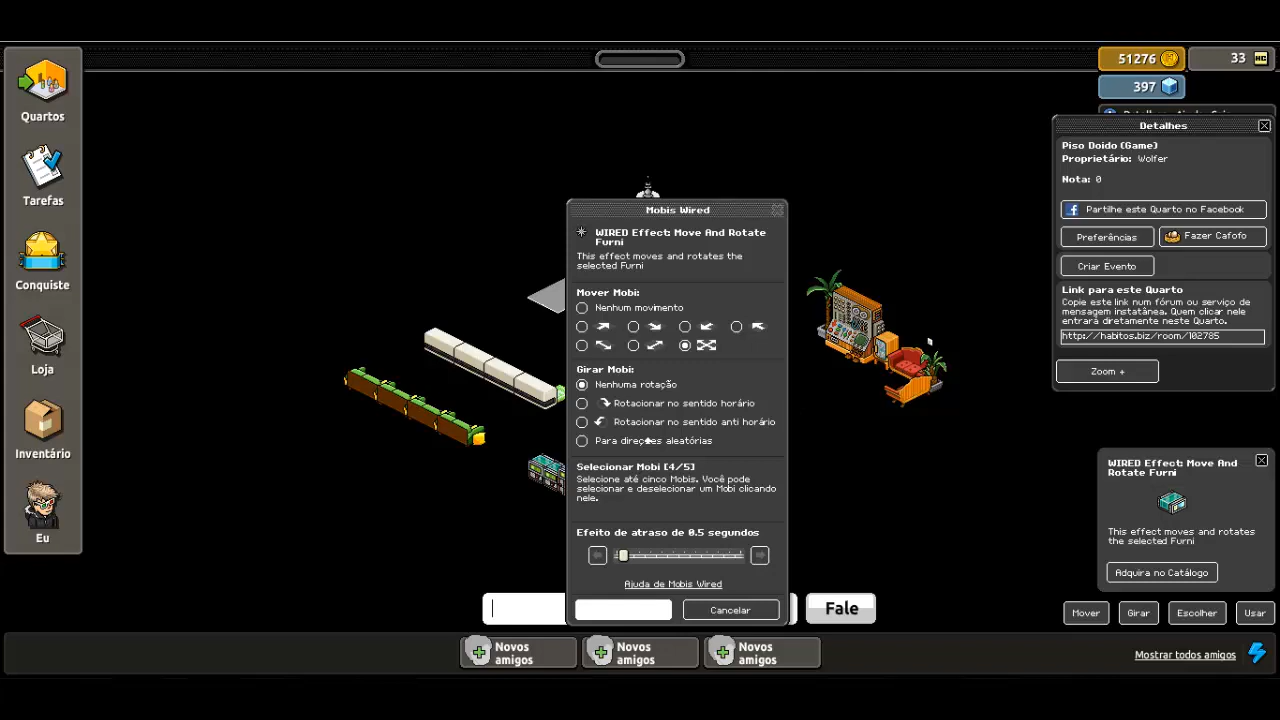 51276
33
HC
397
Quartos
Tarefas
Conquiste
Loja
Inventário
Eu
Mobis Wired
WIRED Effect: Move And Rotate
Furni
This effect moves and rotates the
selected Furni
Mover Mobi:
Nenhum movimento
Girar Mobi:
Nenhuma rotação
Rotacionar no sentido horário
Rotacionar no sentido anti horário
Para direções aleatórias
Selecionar Mobi [4/5]
Selecione até cinco Mobis. Você pode
selecionar e deselecionar um Mobi clicando
nele.
Efeito de atraso de 0.5 segundos
Ajuda de Mobis Wired
Cancelar
Fale
Detalhes
Piso Doido (Game)
Proprietário: Wolfer
Nota: 0
Partilhe este Quarto no Facebook
Preferências
Fazer Cafofo
Criar Evento
Link para este Quarto
Copie este link num fórum ou serviço de
mensagem instatânea. Quem clicar nele
entrará diretamente neste Quarto.
http://habitos.biz/room/102785
Zoom +
WIRED Effect: Move And
Rotate Furni
This effect moves and rotates
the selected Furni
Adquira no Catálogo
Mover
Girar
Escolher
Usar
Novos
amigos
Novos
amigos
Novos
amigos
Mostrar todos amigos